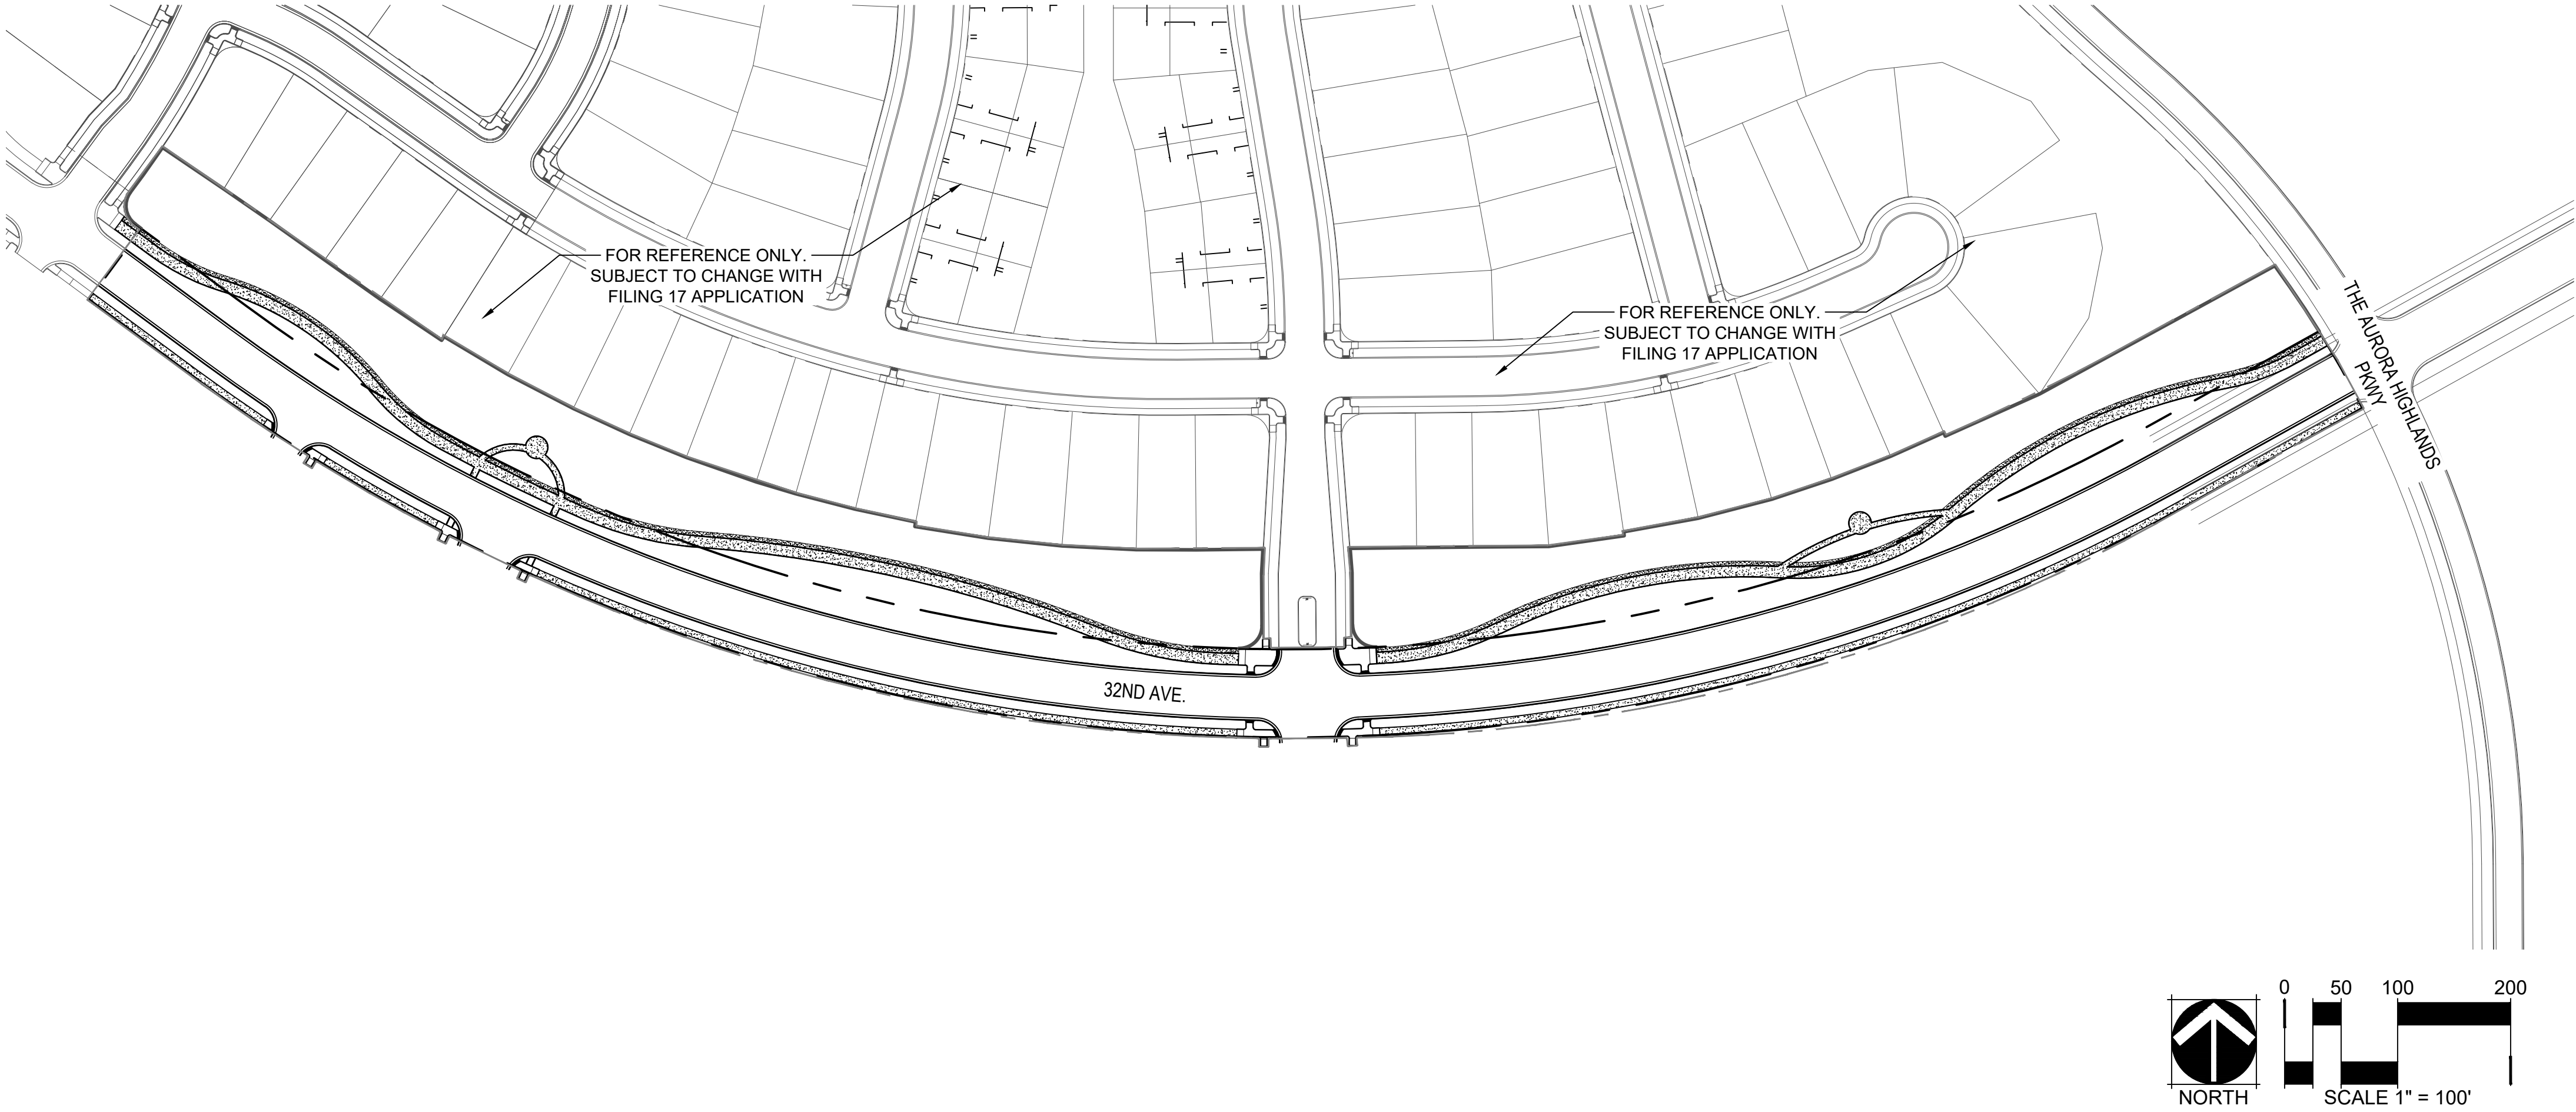 FOR REFERENCE ONLY.
SUBJECT TO CHANGE WITH
FILING 17 APPLICATION
FOR REFERENCE ONLY.
SUBJECT TO CHANGE WITH
FILING 17 APPLICATION
THE AURORA HIGHLANDS
PKWY
32ND AVE.
0 50 100 200
NORTH
SCALE 1" = 100'